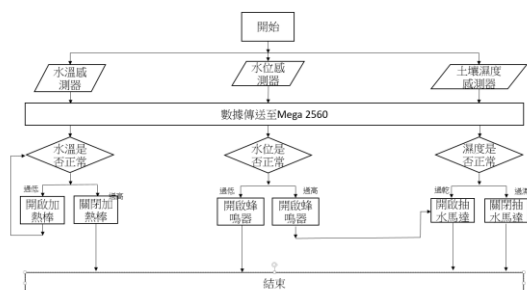 開始
水溫感
測器
水位感
測器
土壤濕度
感測器
數據傳送至Mega 2560
水溫是
否正常
水位是
否正常
濕度是
否正常
過低
過高
過低
過高
過乾
過濕
開啟加
熱棒
關閉加
熱棒
開啟蜂
鳴器
開啟蜂
鳴器
開啟抽
水馬達
關閉抽
水馬達
結束